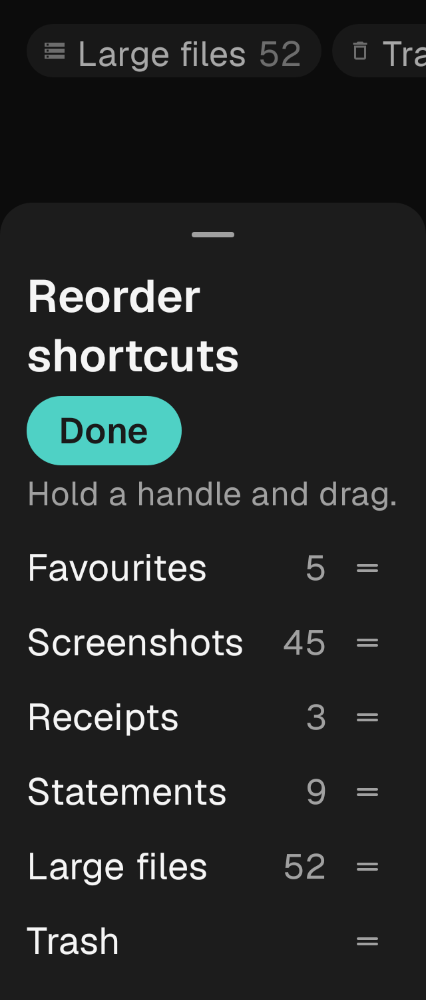 Large files 52
Reorder
shortcuts
Done
Hold a handle and drag.
Favourites 5
Screenshots 45
Receipts 3
Statements 9
Large files 52
Trash